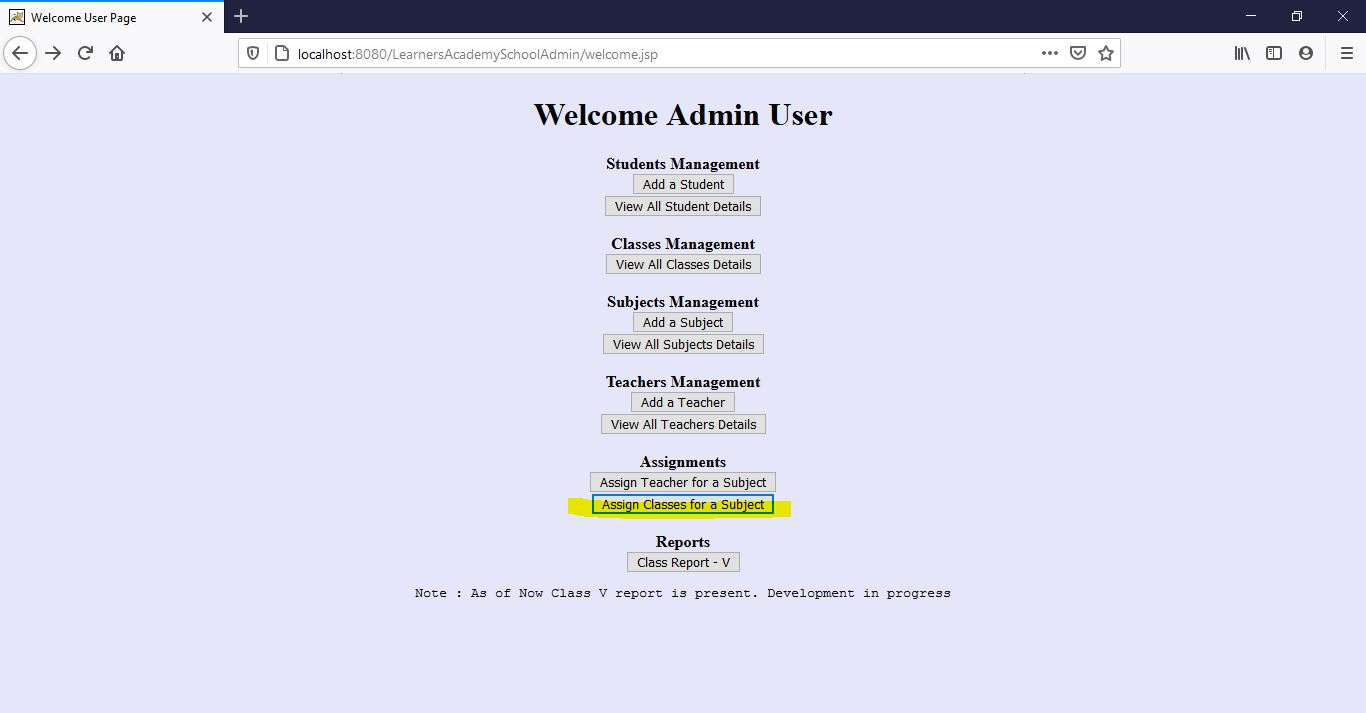 Welcome User Page
localhost:8080/LearnersAcademySchoolAdmin/welcome.jsp
Welcome Admin User
Students Management
Add a Student
View All Student Details
Classes Management
View All Classes Details
Subjects Management
Add a Subject
View All Subjects Details
Teachers Management
Add a Teacher
View All Teachers Details
Assignments
Assign Teacher for a Subject
Assign Classes for a Subject
Reports
Class Report - V
Note : As of Now Class V report is present. Development in progress